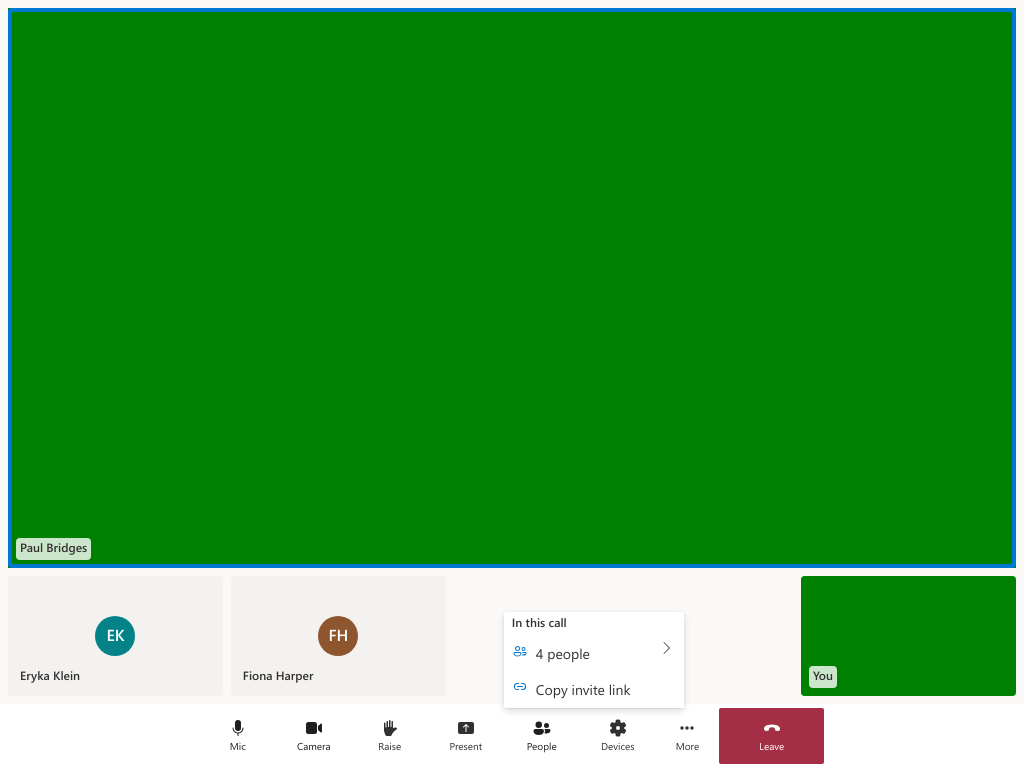 Paul Bridges
EK
Eryka Klein
FH
Fiona Harper
In this call
4 people
Copy invite link
You
Mic
Camera
Raise
Present
People
Devices
More
Leave